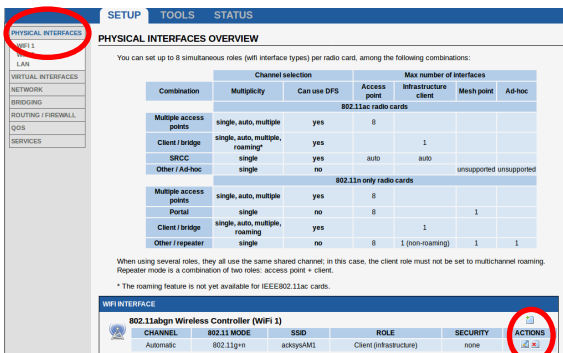 SETUP TOOLS STATUS
PHYSICAL INTERFACES
WIFI 1
LAN
VIRTUAL INTERFACES
NETWORK
BRIDGING
ROUTING / FIREWALL
QOS
SERVICES
PHYSICAL INTERFACES OVERVIEW
You can set up to 8 simultaneous roles (wifi interface types) per radio card, among the following combinations:
Channel selection Max number of interfaces
Combination Multiplicity Can use DFS Access point Infrastructure client Mesh point Ad-hoc
802.11ac radio cards
Multiple access points single, auto, multiple yes 8
Client / bridge single, auto, multiple, roaming* yes 1
SRCC single yes auto auto
Other / Ad-hoc single no unsupported unsupported
802.11n only radio cards
Multiple access points single, auto, multiple yes 8
Portal single no 8 1
Client / bridge single, auto, multiple, roaming yes 1
Other / repeater single no 8 1 (non-roaming) 1 1
When using several roles, they all use the same shared channel; in this case, the client role must not be set to multichannel roaming.
Repeater mode is a combination of two roles: access point + client.
* The roaming feature is not yet available for IEEE802.11ac cards.
WIFI INTERFACE
802.11abgn Wireless Controller (WiFi 1)
CHANNEL 802.11 MODE SSID ROLE SECURITY ACTIONS
Automatic 802.11g+n acksysAM1 Client (infrastructure) none